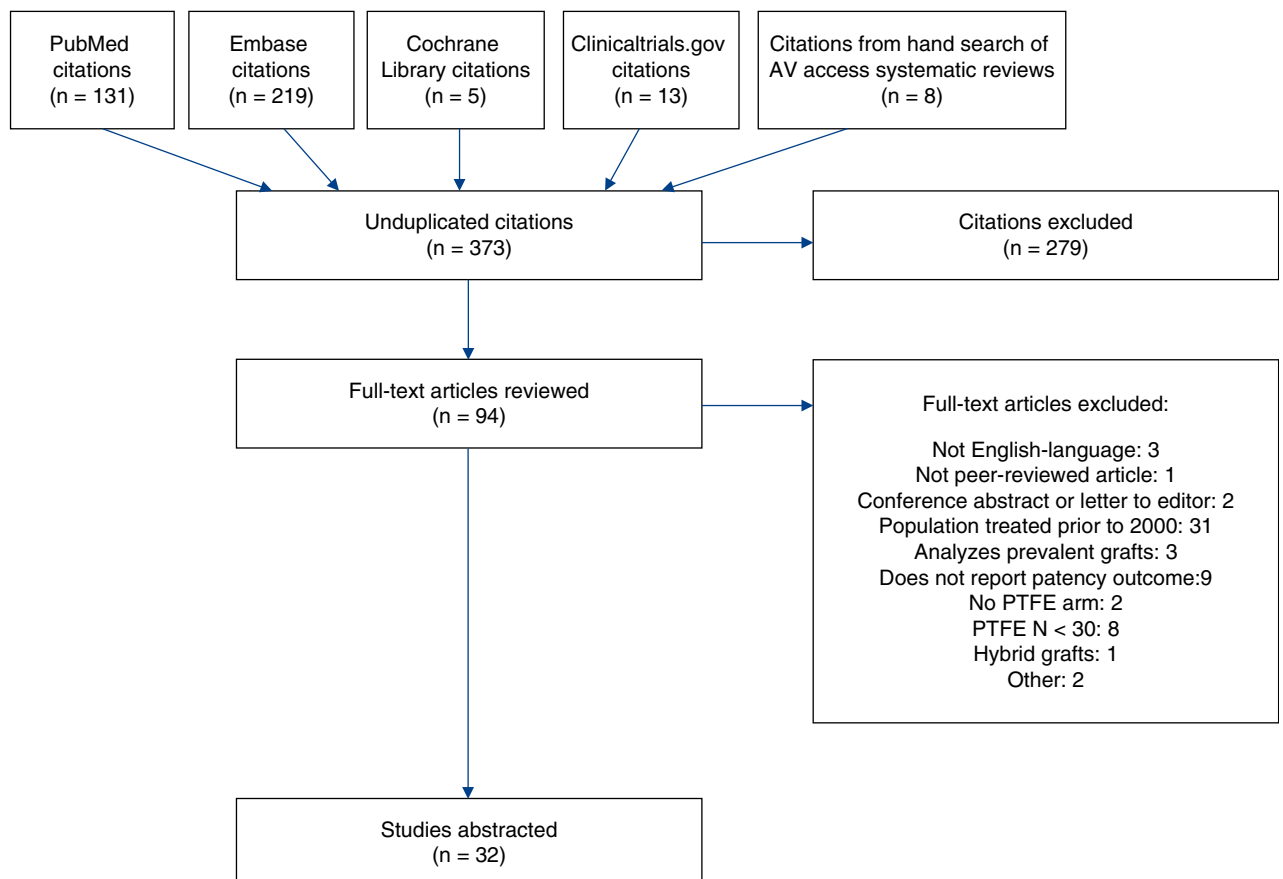 PubMed
citations
(n = 131)
Embase
citations
(n = 219)
Cochrane
Library citations
(n = 5)
Clinicaltrials.gov
citations
(n = 13)
Citations from hand search of
AV access systematic reviews
(n = 8)
Unduplicated citations
(n = 373)
Citations excluded
(n = 279)
Full-text articles reviewed
(n = 94)
Full-text articles excluded:
Not English-language: 3
Not peer-reviewed article: 1
Conference abstract or letter to editor: 2
Population treated prior to 2000: 31
Analyzes prevalent grafts: 3
Does not report patency outcome:9
No PTFE arm: 2
PTFE N < 30: 8
Hybrid grafts: 1
Other: 2
Studies abstracted
(n = 32)